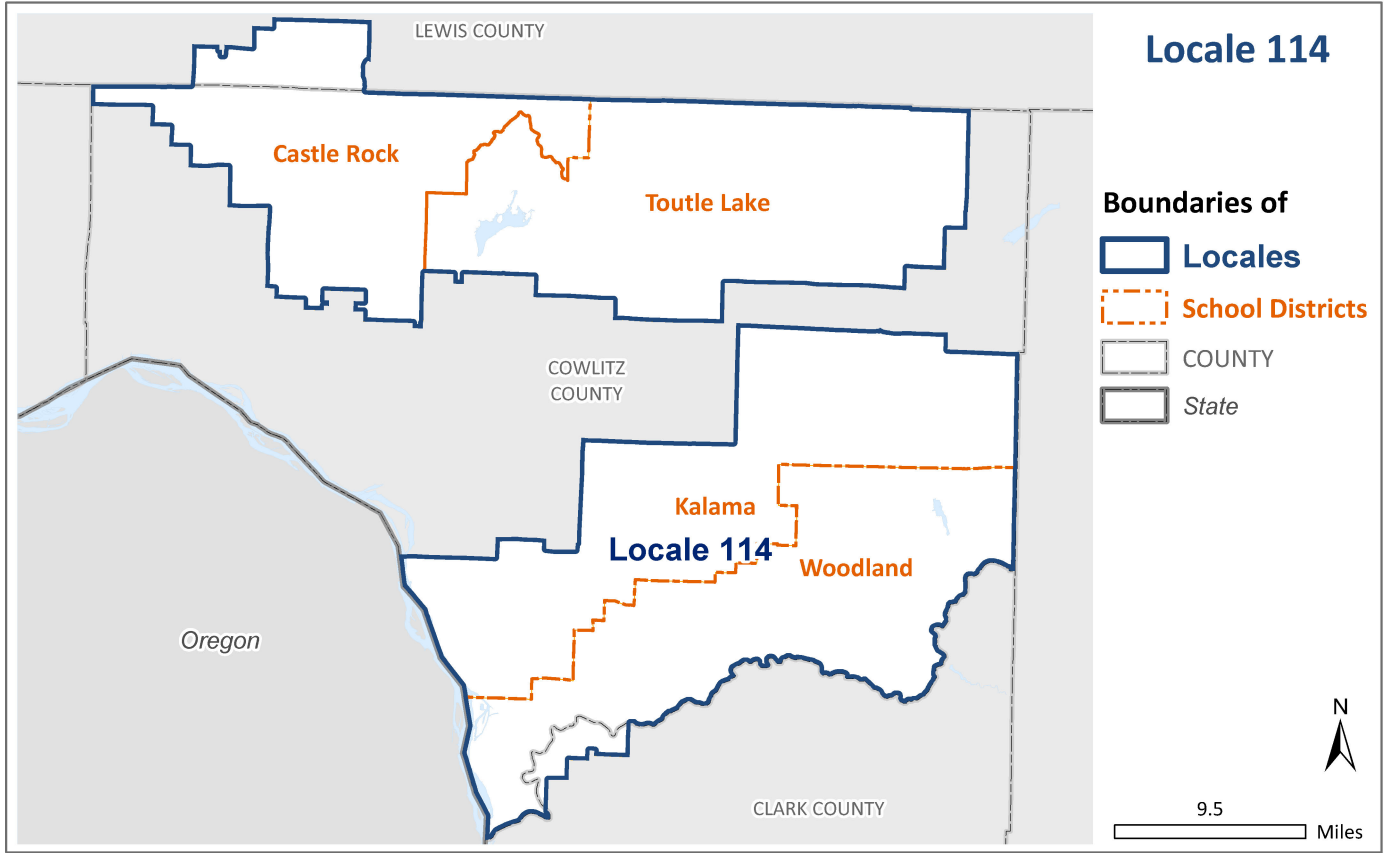 LEWIS COUNTY
Locale 114
Castle Rock
Toutle Lake
Boundaries of
Locales
School Districts
COUNTY
State
COWLITZ
COUNTY
Kalama
Locale 114
Woodland
Oregon
CLARK COUNTY
N
9.5
Miles